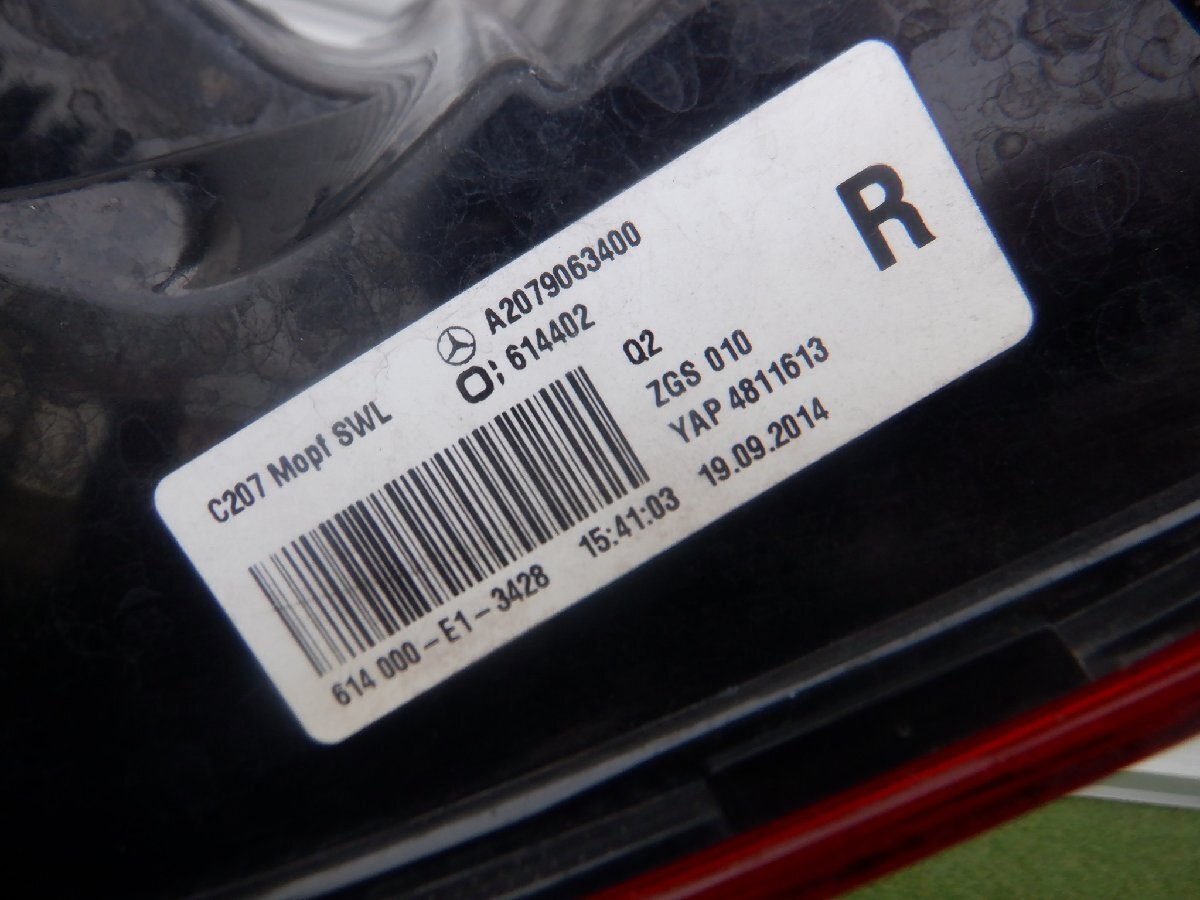 R
A2079063400
614402
C207 Mopf SWL
Q2
ZGS 010
YAP 4811613
614 000-E1-3428 15:41:03 19.09.2014